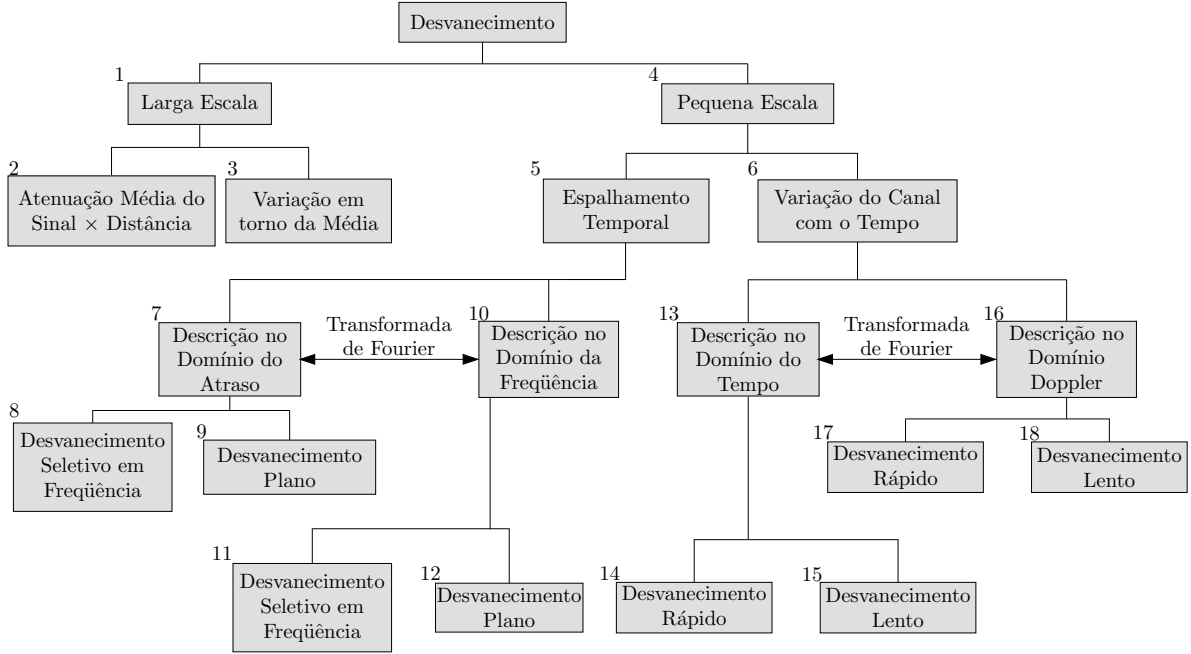 Desvanecimento
1
Larga Escala
4
Pequena Escala
2
Atenuação Média do
Sinal × Distância
3
Variação em
torno da Média
5
Espalhamento
Temporal
6
Variação do Canal
com o Tempo
7
Descrição no
Domínio do
Atraso
Transformada
de Fourier
10
Descrição no
Domínio da
Freqüência
13
Descrição no
Domínio do
Tempo
Transformada
de Fourier
16
Descrição no
Domínio
Doppler
8
Desvanecimento
Seletivo em
Freqüência
9
Desvanecimento
Plano
17
Desvanecimento
Rápido
18
Desvanecimento
Lento
11
Desvanecimento
Seletivo em
Freqüência
12
Desvanecimento
Plano
14
Desvanecimento
Rápido
15
Desvanecimento
Lento